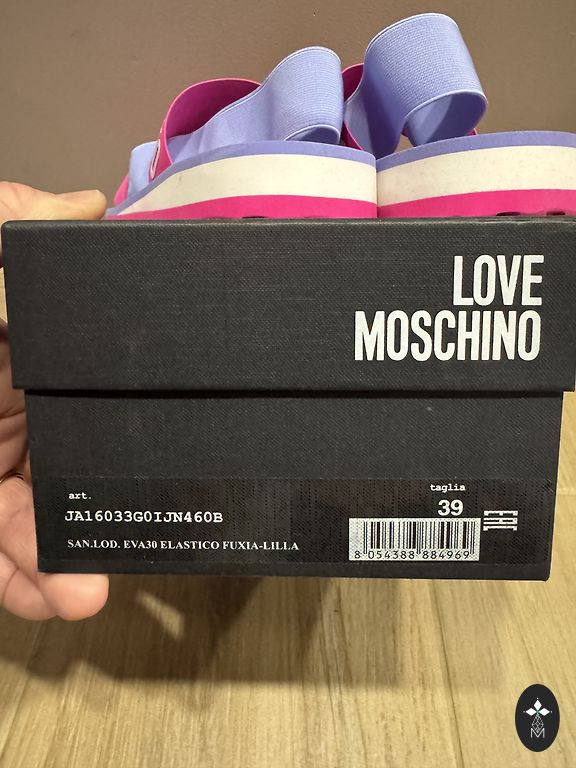 LOVE
MOSCHINO
art.
JA16033G0IJN460B
SAN.LOD. EVA30 ELASTICO FUXIA-LILLA
taglia
39
8 054388 884969
M